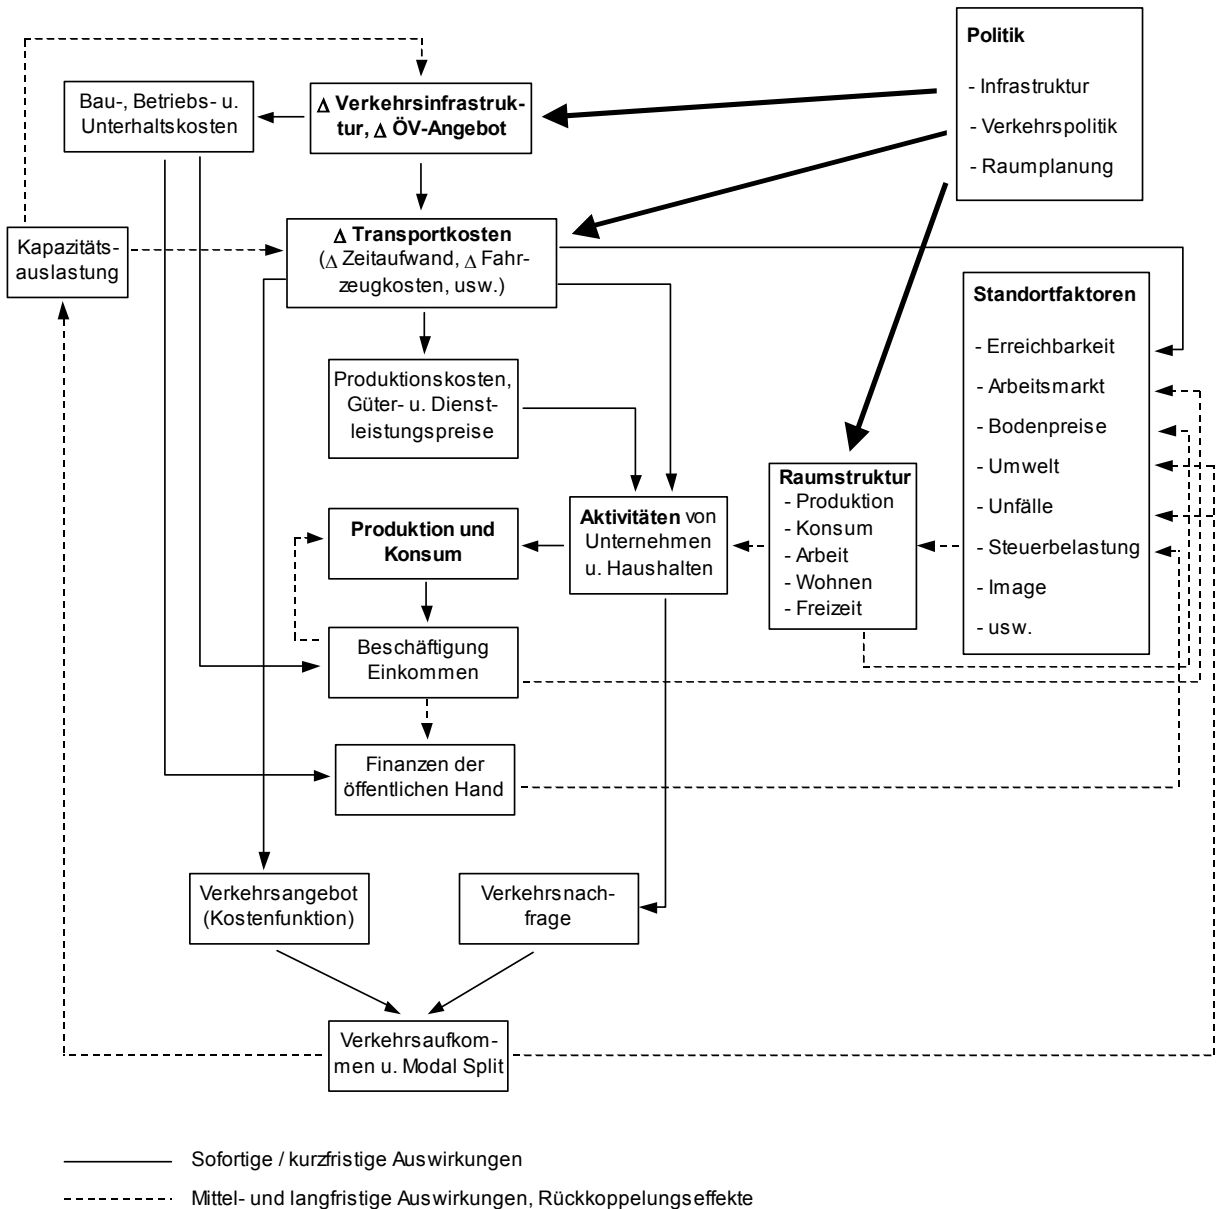 Politik
- Infrastruktur
- Verkehrspolitik
- Raumplanung
Bau-, Betriebs- u.
Unterhaltskosten
Δ Verkehrsinfrastruk-
tur, Δ ÖV-Angebot
Kapazitäts-
auslastung
Δ Transportkosten
(Δ Zeitaufwand, Δ Fahr-
zeugkosten, usw.)
Standortfaktoren
- Erreichbarkeit
- Arbeitsmarkt
- Bodenpreise
- Umwelt
- Unfälle
- Steuerbelastung
- Image
- usw.
Produktionskosten,
Güter- u. Dienst-
leistungspreise
Raumstruktur
- Produktion
- Konsum
- Arbeit
- Wohnen
- Freizeit
Aktivitäten von
Unternehmen
u. Haushalten
Produktion und
Konsum
Beschäftigung
Einkommen
Finanzen der
öffentlichen Hand
Verkehrsangebot
(Kostenfunktion)
Verkehrsnach-
frage
Verkehrsaufkom-
men u. Modal Split
Sofortige / kurzfristige Auswirkungen
Mittel- und langfristige Auswirkungen, Rückkoppelungseffekte